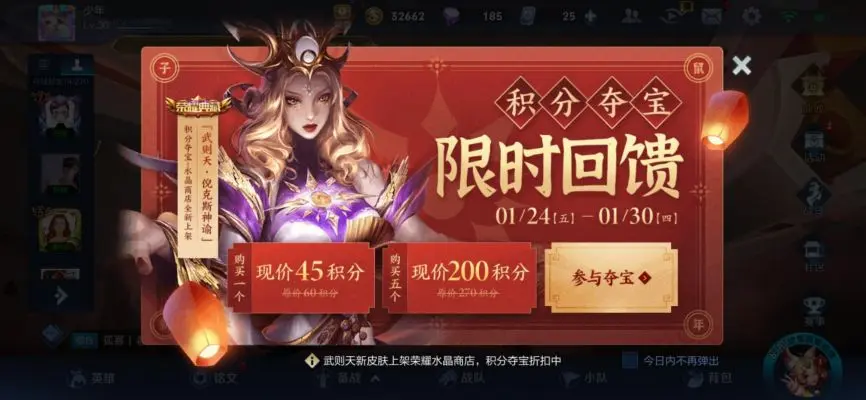 少年
32662
185
25
子
鼠
荣耀典藏
『武则天·倪克斯神谕』
积分夺宝-水晶商店全新上架
积分夺宝
限时回馈
01/24【五】-01/30【四】
购买一个
现价45积分
原价60积分
购买五个
现价200积分
原价270积分
参与夺宝
年
武则天新皮肤上架荣耀水晶商店，积分夺宝折扣中
今日内不再弹出
英雄
铭文
备战
战队
小队
背包